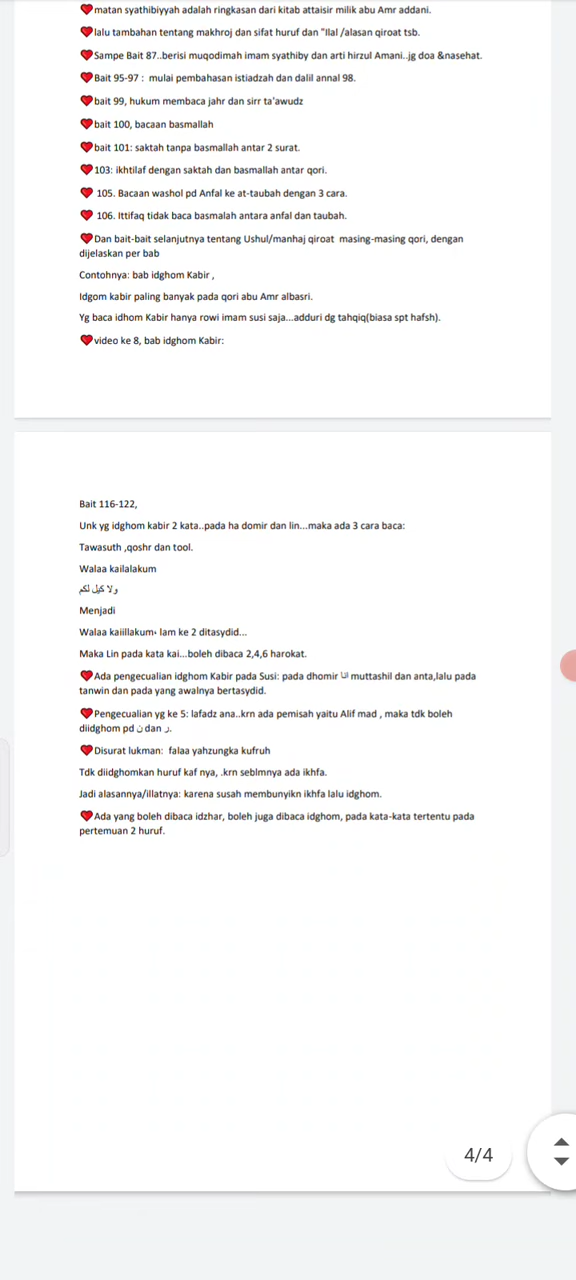 ❤matan syathibiyyah adalah ringkasan dari kitab attaisir milik abu Amr addani.
❤lalu tambahan tentang makhroj dan sifat huruf dan "Ilal /alasan qiroat tsb.
❤Sampe Bait 87..berisi muqodimah imam syathiby dan arti hirzul Amani..jg doa &nasehat.
❤Bait 95-97 : mulai pembahasan istiadzah dan dalil annal 98.
❤bait 99, hukum membaca jahr dan sirr ta'awudz
❤bait 100, bacaan basmallah
❤bait 101: saktah tanpa basmallah antar 2 surat.
❤103: ikhtilaf dengan saktah dan basmallah antar qori.
❤ 105. Bacaan washol pd Anfal ke at-taubah dengan 3 cara.
❤ 106. Ittifaq tidak baca basmalah antara anfal dan taubah.
❤Dan bait-bait selanjutnya tentang Ushul/manhaj qiroat masing-masing qori, dengan
dijelaskan per bab
Contohnya: bab idghom Kabir ,
Idgom kabir paling banyak pada qori abu Amr albasri.
Yg baca idhom Kabir hanya rowi imam susi saja...adduri dg tahqiq(biasa spt hafsh).
❤video ke 8, bab idghom Kabir:
Bait 116-122,
Unk yg idghom kabir 2 kata..pada ha domir dan lin...maka ada 3 cara baca:
Tawasuth ,qoshr dan tool.
Walaa kailalakum
ولا كيل لكم
Menjadi
Walaa kaiillakum، lam ke 2 ditasydid...
Maka Lin pada kata kai...boleh dibaca 2,4,6 harokat.
❤Ada pengecualian idghom Kabir pada Susi: pada dhomir انا muttashil dan anta,lalu pada
tanwin dan pada yang awalnya bertasydid.
❤Pengecualian yg ke 5: lafadz ana..krn ada pemisah yaitu Alif mad , maka tdk boleh
diidghom pd ن dan ر.
❤Disurat lukman: falaa yahzungka kufruh
Tdk diidghomkan huruf kaf nya, .krn seblmnya ada ikhfa.
Jadi alasannya/illatnya: karena susah membunyikn ikhfa lalu idghom.
❤Ada yang boleh dibaca idzhar, boleh juga dibaca idghom, pada kata-kata tertentu pada
pertemuan 2 huruf.
4/4